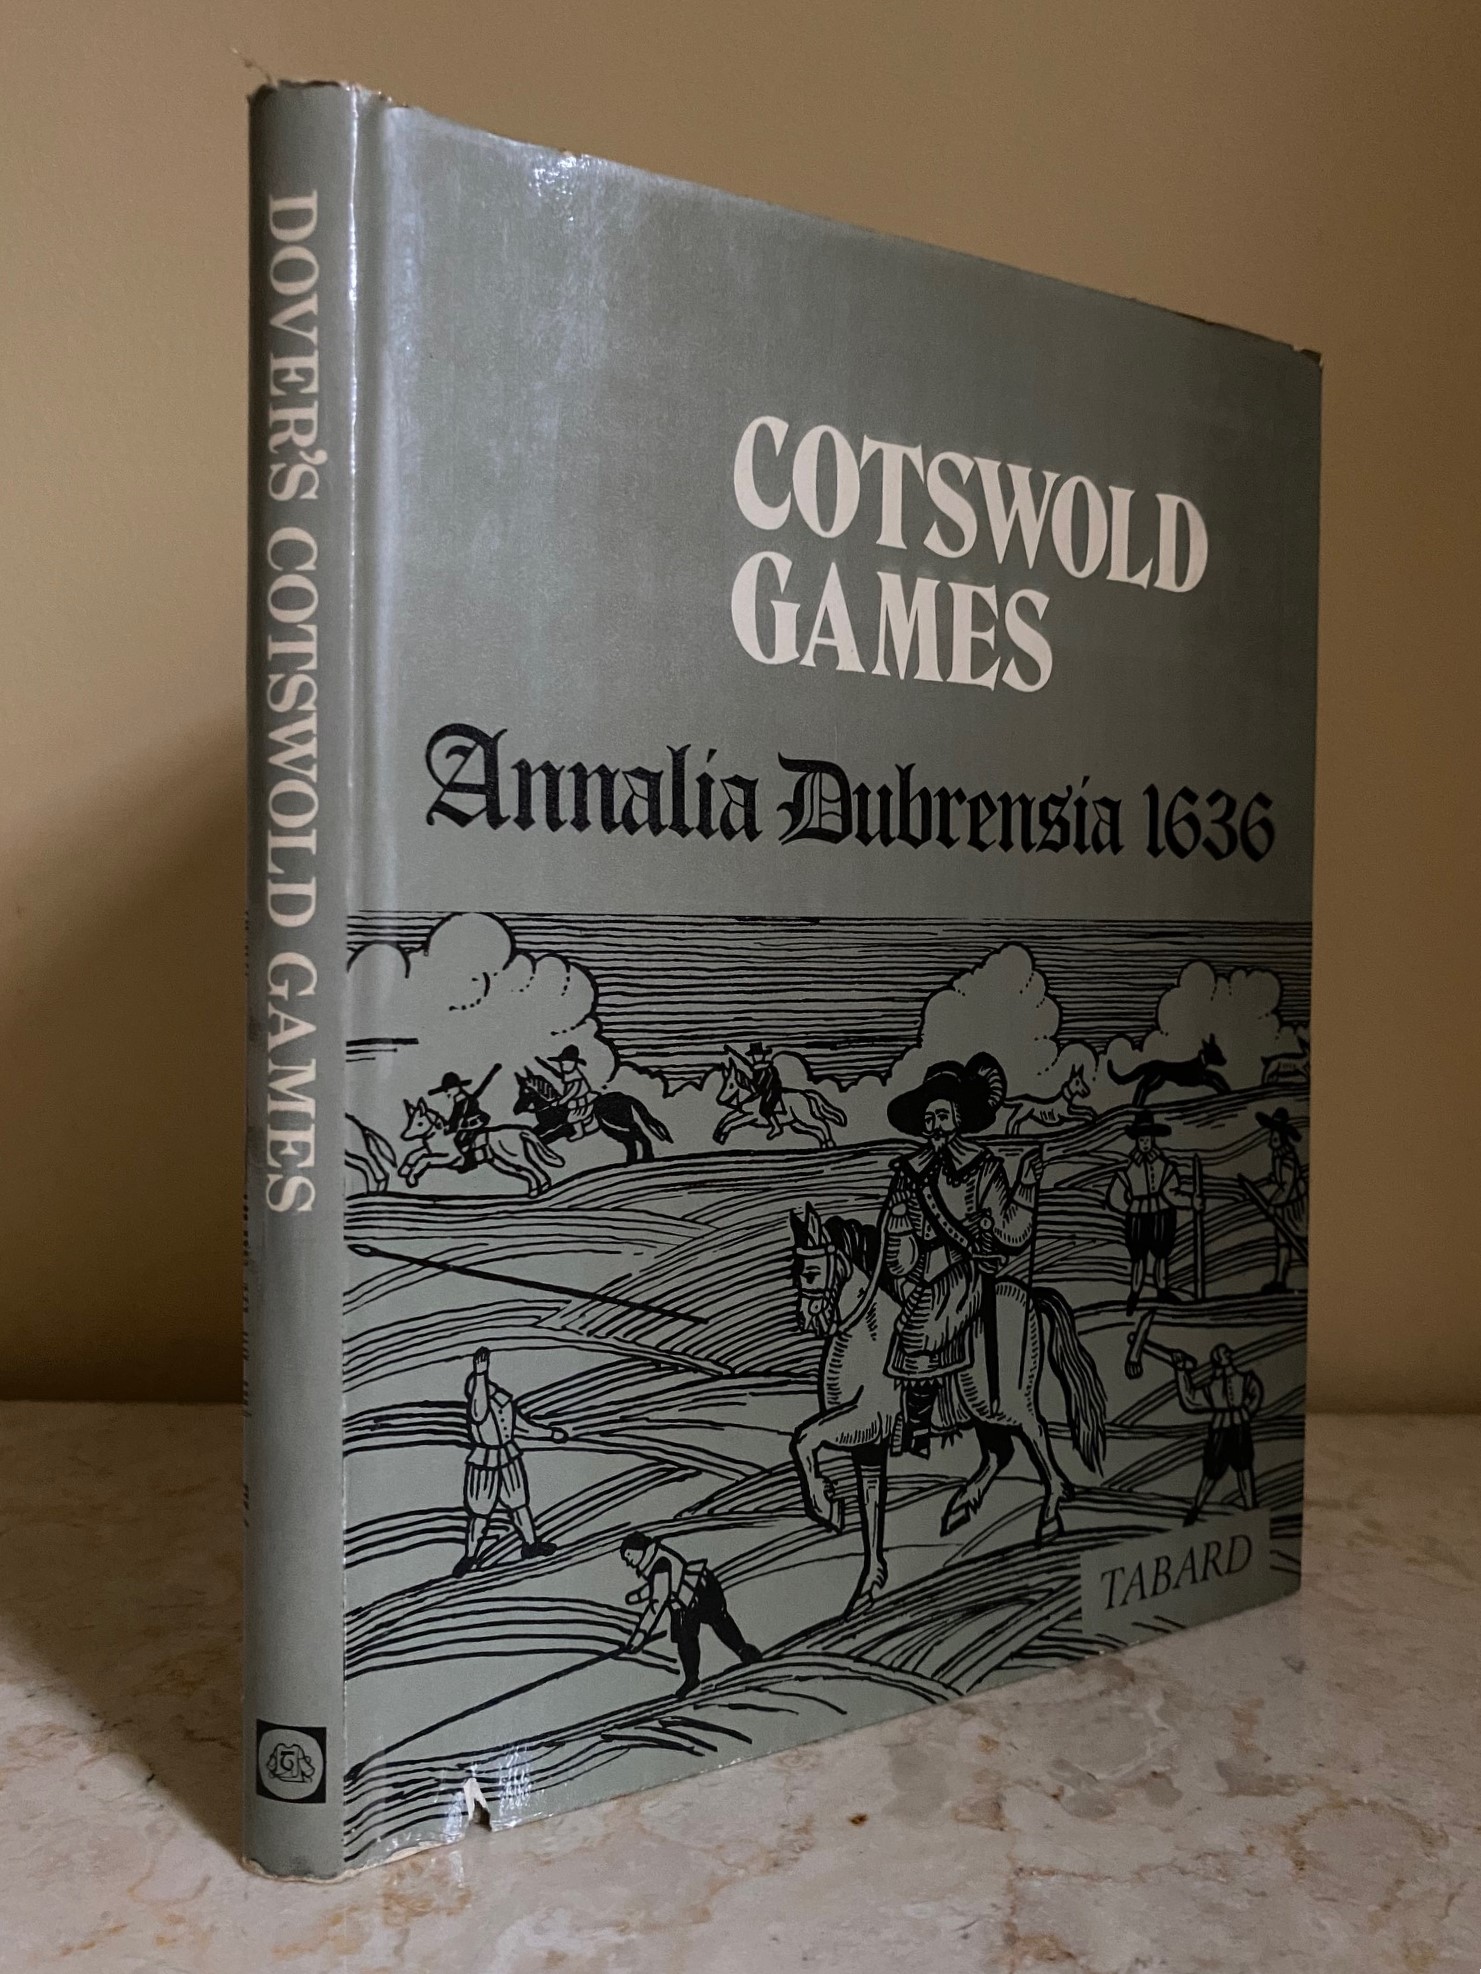 DOVER'S COTSWOLD GAMES
COTSWOLD
GAMES
Annalia Dubrensia 1636
TABARD